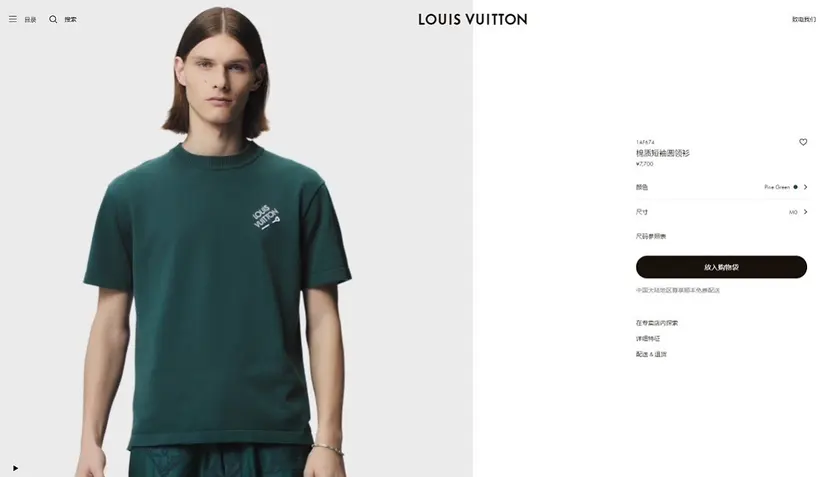 目录
搜索
LOUIS VUITTON
致电我们
LOUIS
VUITTON
1AF674
棉质短袖圆领衫
¥7,700
颜色
Pine Green
尺寸
M0
尺码参照表
放入购物袋
中国大陆地区尊享顺丰免费配送
在专卖店内探索
详细特征
配送 & 退货